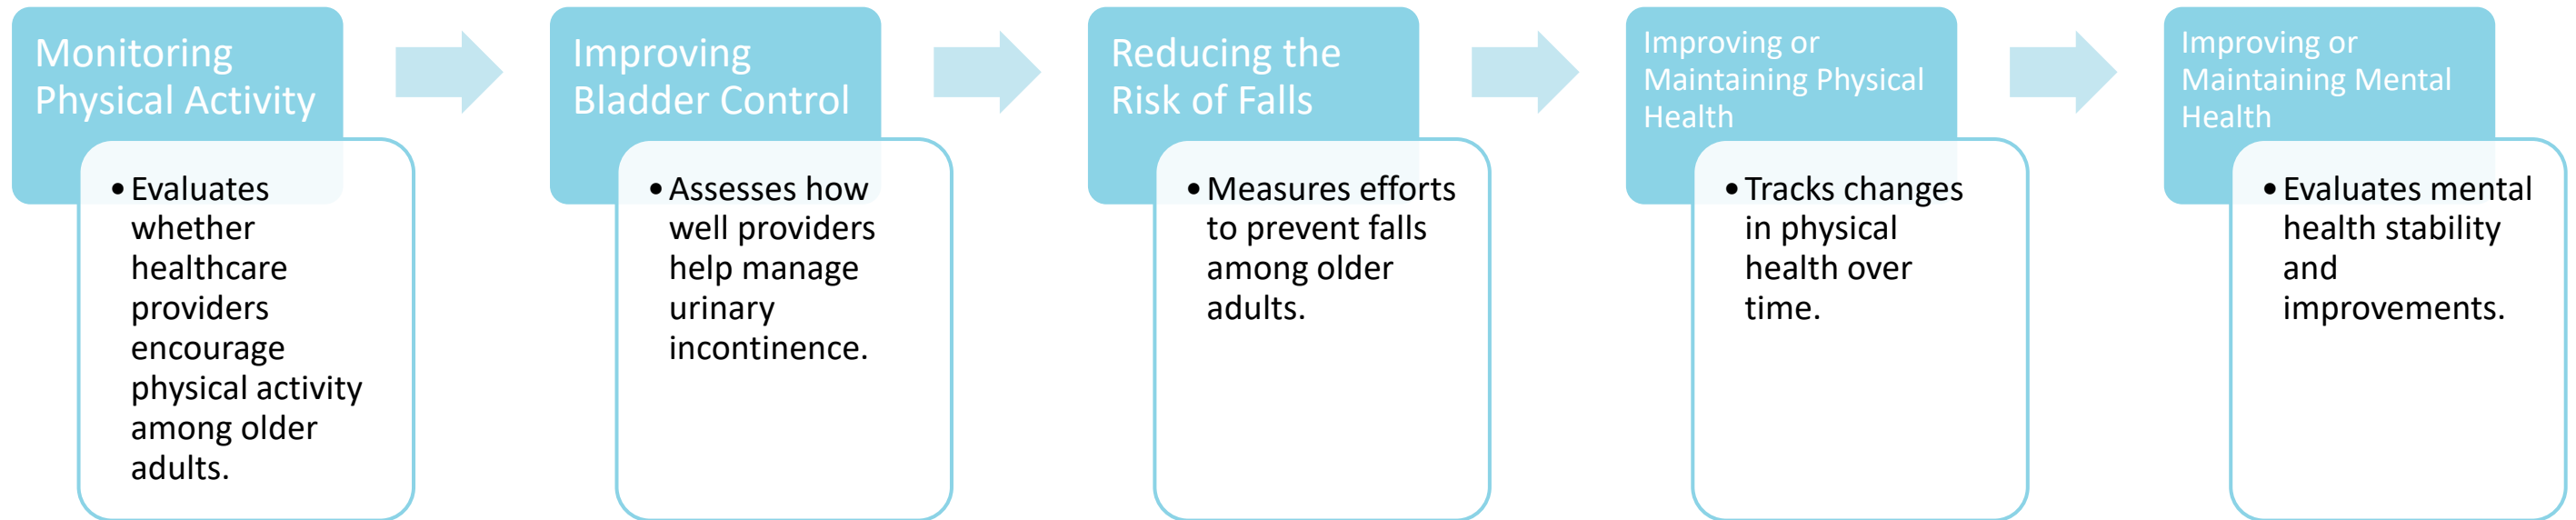 Monitoring
Physical Activity
• Evaluates
whether
healthcare
providers
encourage
physical activity
among older
adults.
Improving
Bladder Control
• Assesses how
well providers
help manage
urinary
incontinence.
Reducing the
Risk of Falls
• Measures efforts
to prevent falls
among older
adults.
Improving or
Maintaining Physical
Health
• Tracks changes
in physical
health over
time.
Improving or
Maintaining Mental
Health
• Evaluates mental
health stability
and
improvements.